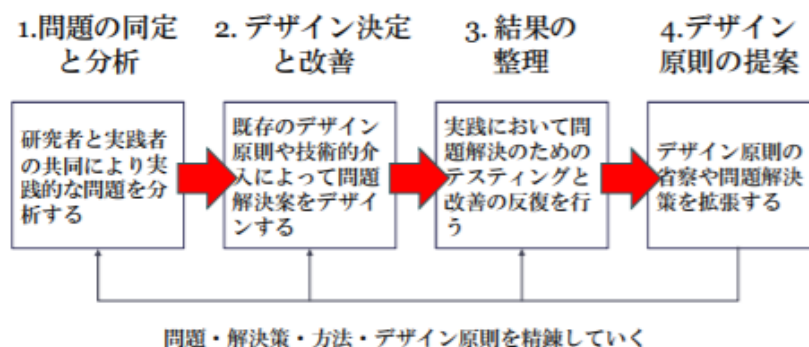 1.問題の同定
と分析
2. デザイン決定
と改善
3. 結果の
整理
4.デザイン
原則の提案
研究者と実践者
の共同により実
践的な問題を分
析する
既存のデザイン
原則や技術的介
入によって問題
解決案をデザイ
ンする
実践において問
題解決のための
テスティングと
改善の反復を行
う
デザイン原則の
省察や問題解決
策を拡張する
問題・解決策・方法・デザイン原則を精錬していく